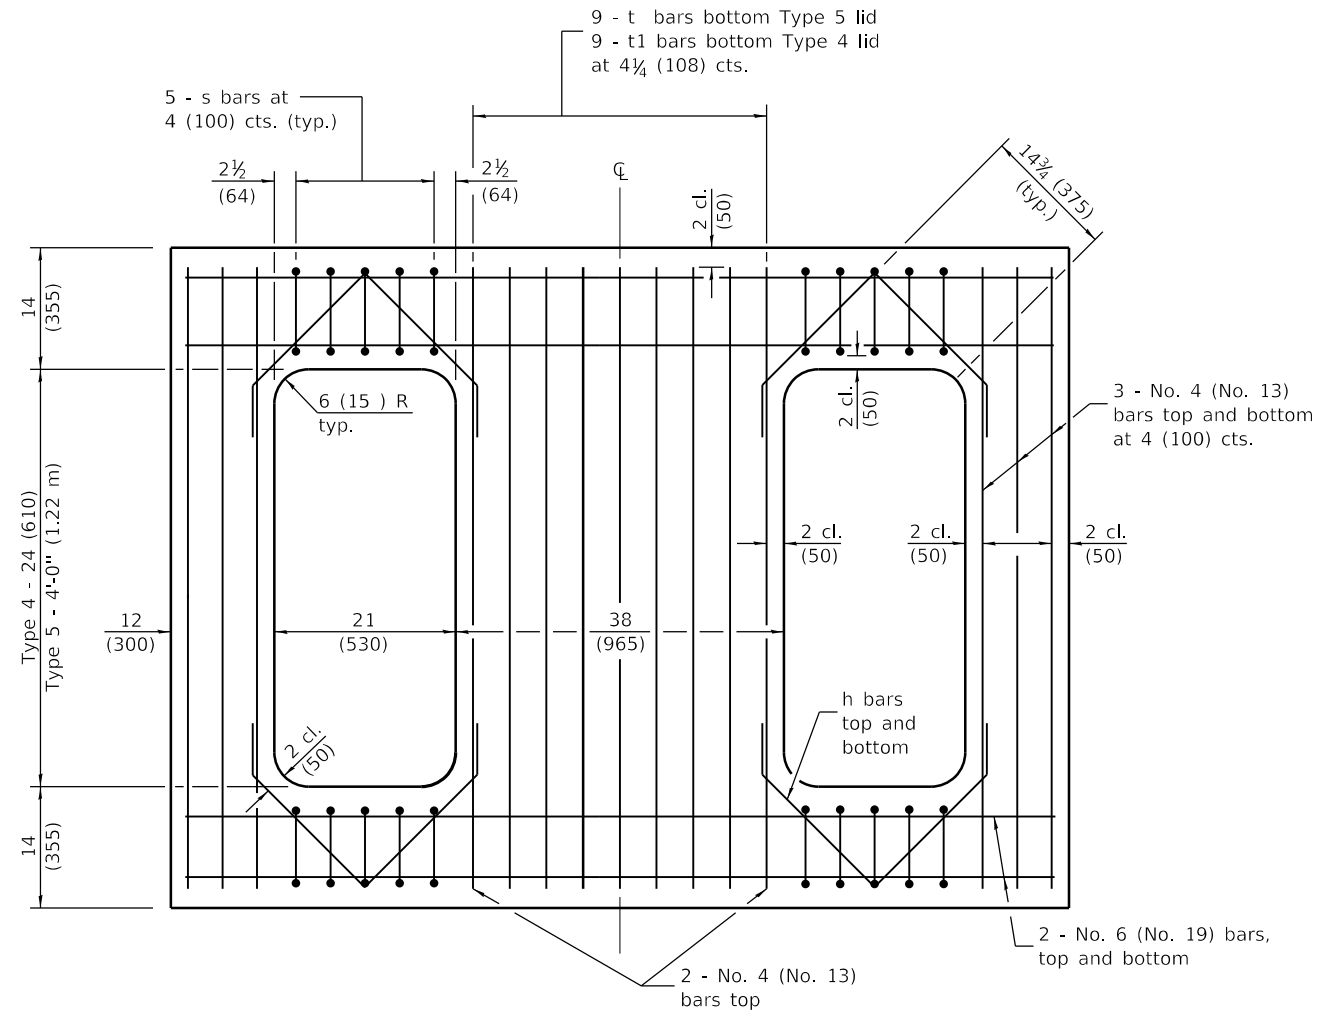 9 - t bars bottom Type 5 lid
9 - t1 bars bottom Type 4 lid
at 4¼ (108) cts.
5 - s bars at
4 (100) cts. (typ.)
2½
(64)
2½
(64)
℄
2 cl.
(50)
14¾ (375)
(typ.)
14
(355)
6 (15 ) R
typ.
2 cl.
(50)
3 - No. 4 (No. 13)
bars top and bottom
at 4 (100) cts.
Type 4 - 24 (610)
Type 5 - 4'-0" (1.22 m)
2 cl.
(50)
2 cl.
(50)
2 cl.
(50)
12
(300)
21
(530)
38
(965)
h bars
top and
bottom
2 cl.
(50)
14
(355)
2 - No. 6 (No. 19) bars,
top and bottom
2 - No. 4 (No. 13)
bars top